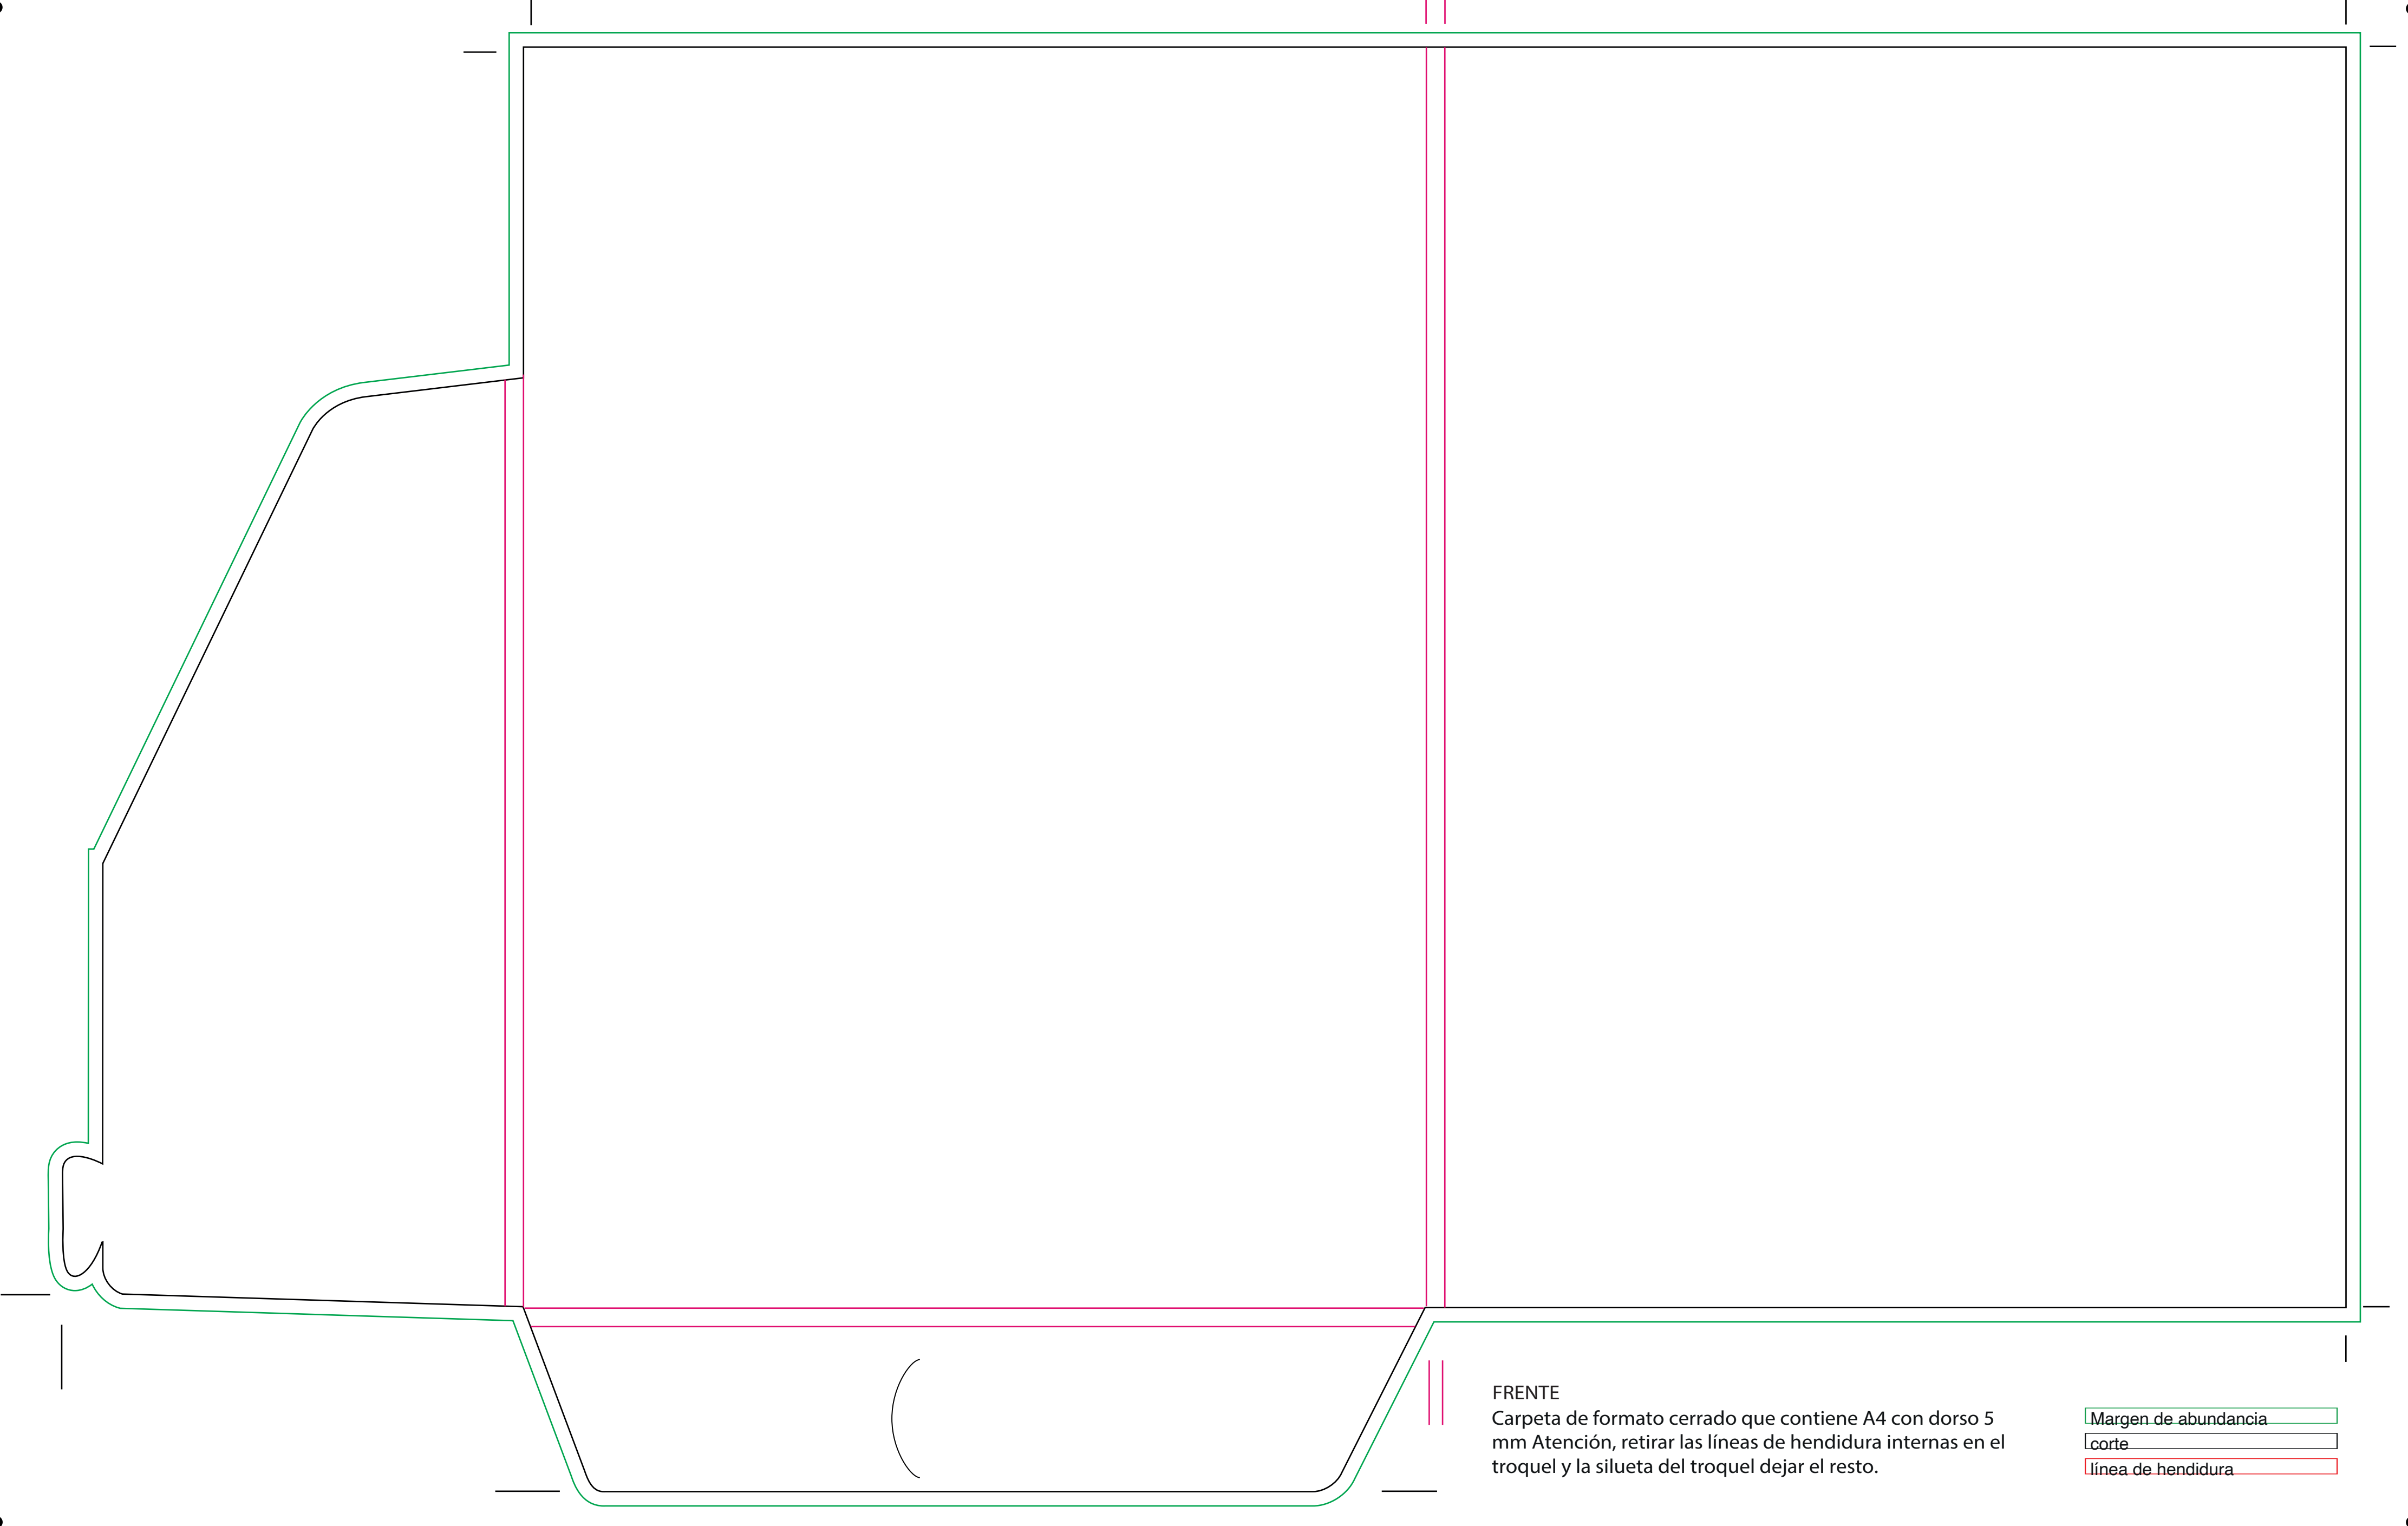 FRENTE
Carpeta de formato cerrado que contiene A4 con dorso 5
mm Atención, retirar las líneas de hendidura internas en el
troquel y la silueta del troquel dejar el resto.
Margen de abundancia
corte
línea de hendidura